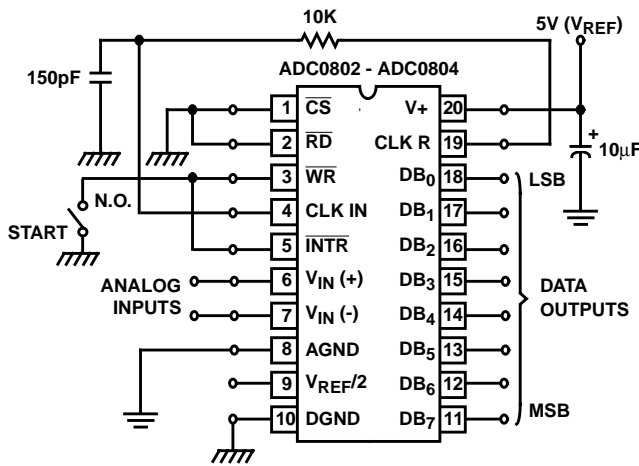 10K
5V (VREF)
150pF
ADC0802 - ADC0804
1 CS V+ 20
2 RD CLK R 19
+
10μF
3 WR DB0 18 LSB
N.O.
4 CLK IN DB1 17
START
5 INTR DB2 16
ANALOG
INPUTS
6 VIN (+) DB3 15
DATA
OUTPUTS
7 VIN (-) DB4 14
8 AGND DB5 13
9 VREF/2 DB6 12
10 DGND DB7 11 MSB